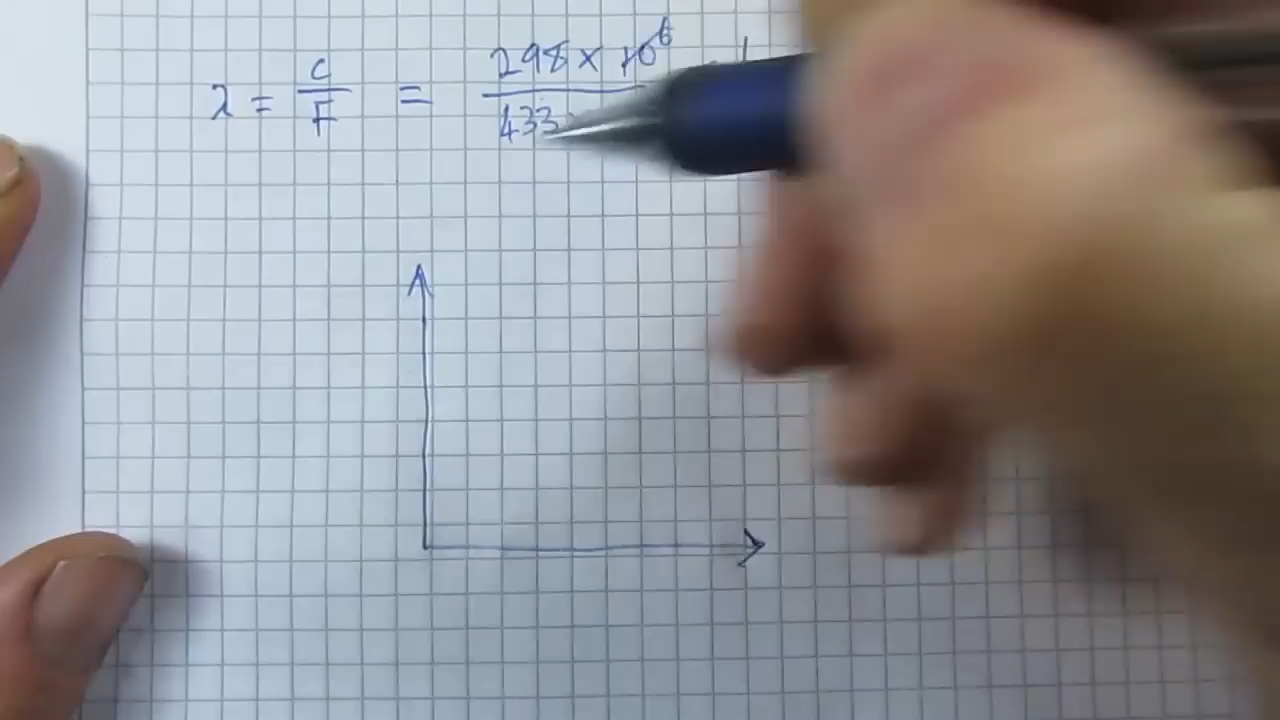 λ = c/F = 298 × 10⁶ / 433